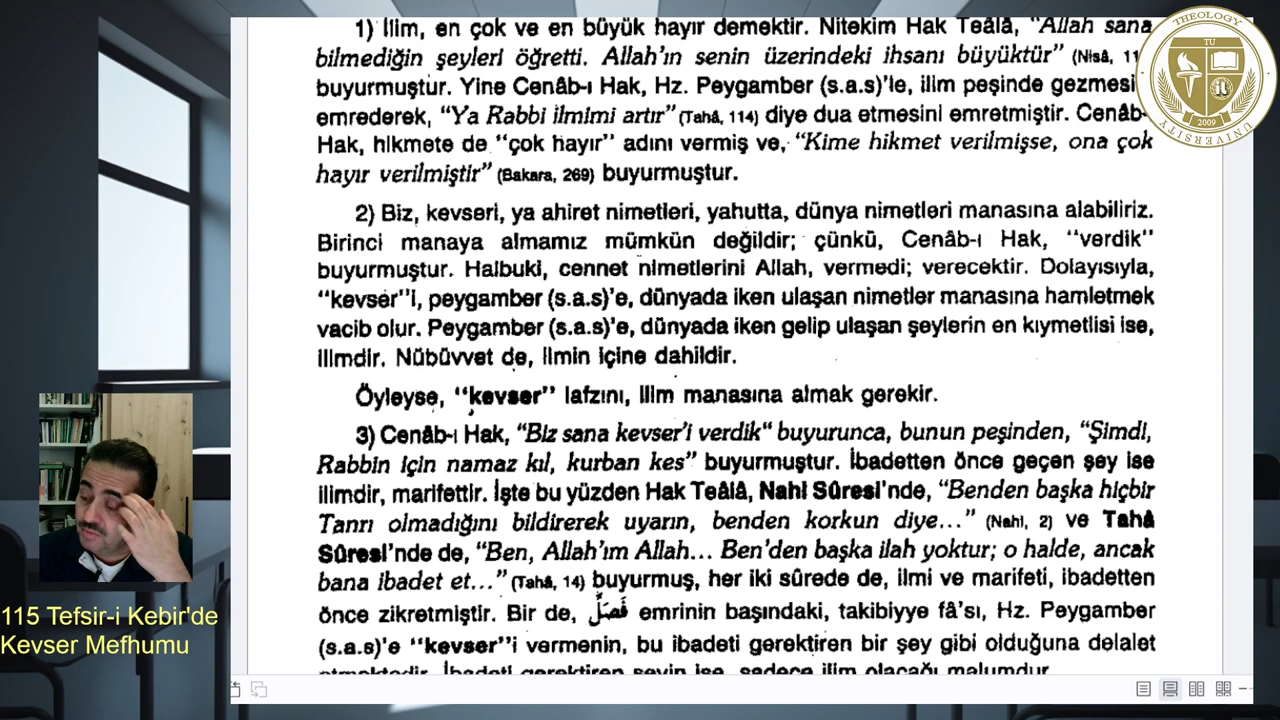 1) İlim, en çok ve en büyük hayır demektir. Nitekim Hak Teâlâ, “Allah sana
bilmediğin şeyleri öğretti. Allah’ın senin üzerindeki ihsanı büyüktür” (Nisâ, 11
buyurmuştur. Yine Cenâb-ı Hak, Hz. Peygamber (s.a.s)’le, ilim peşinde gezmesi
emrederek, “Ya Rabbi ilmimi artır” (Tahâ, 114) diye dua etmesini emretmiştir. Cenâb-
Hak, hikmete de “çok hayır” adını vermiş ve, “Kime hikmet verilmişse, ona çok
hayır verilmiştir” (Bakara, 269) buyurmuştur.
2) Biz, kevseri, ya ahiret nimetleri, yahutta, dünya nimetleri manasına alabiliriz.
Birinci manaya almamız mümkün değildir; çünkü, Cenâb-ı Hak, “verdik”
buyurmuştur. Halbuki, cennet nimetlerini Allah, vermedi; verecektir. Dolayısıyla,
“kevser”i, peygamber (s.a.s)’e, dünyada iken ulaşan nimetler manasına hamletmek
vacib olur. Peygamber (s.a.s)’e, dünyada iken gelip ulaşan şeylerin en kıymetlisi ise,
ilimdir. Nübüvvet de, ilmin içine dahildir.
Öyleyse, “kevser” lafzını, ilim manasına almak gerekir.
3) Cenâb-ı Hak, “Biz sana kevser’i verdik“ buyurunca, bunun peşinden, “Şimdi,
Rabbin için namaz kıl, kurban kes” buyurmuştur. İbadetten önce geçen şey ise
ilimdir, marifettir. İşte bu yüzden Hak Teâlâ, Nahl Sûresi’nde, “Benden başka hiçbir
Tanrı olmadığını bildirerek uyarın, benden korkun diye...” (Nahl, 2) ve Tahâ
Sûresi’nde de, “Ben, Allah’ım Allah... Ben’den başka ilah yoktur; o halde, ancak
bana ibadet et...” (Tahâ, 14) buyurmuş, her iki sûrede de, ilmi ve marifeti, ibadetten
önce zikretmiştir. Bir de, فَصَلِّ emrinin başındaki, takibiyye fâ’sı, Hz. Peygamber
(s.a.s)’e “kevser”i vermenin, bu ibadeti gerektiren bir şey gibi olduğuna delalet
etmektedir. İbadeti gerektiren şeyin ise, sadece ilim olacağı malumdur.
THEOLOGY
TU
2009
UNIVERSITY
115 Tefsir-i Kebir'de
Kevser Mefhumu